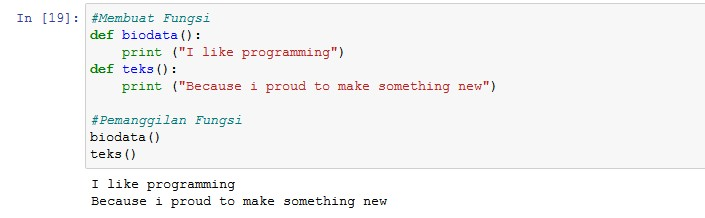 In [19]: #Membuat Fungsi
def biodata():
    print ("I like programming")
def teks():
    print ("Because i proud to make something new")
#Pemanggilan Fungsi
biodata()
teks()
I like programming
Because i proud to make something new